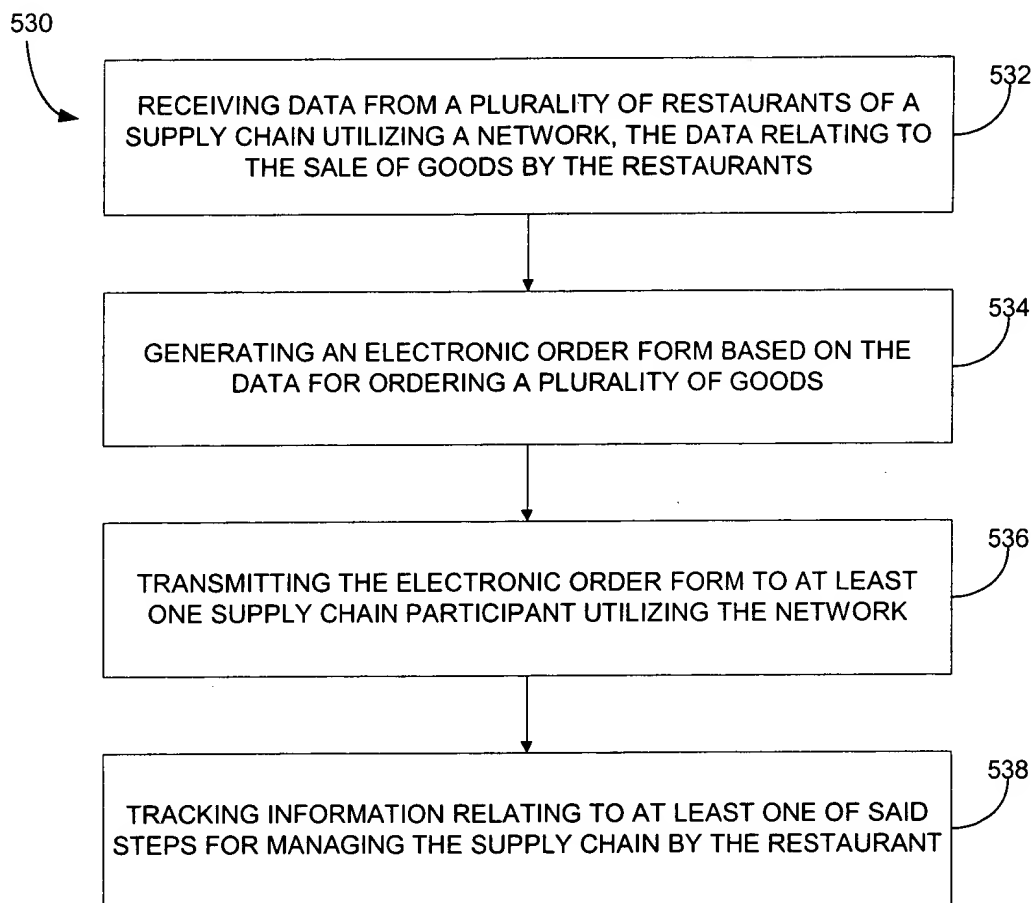 530
532
RECEIVING DATA FROM A PLURALITY OF RESTAURANTS OF A
SUPPLY CHAIN UTILIZING A NETWORK, THE DATA RELATING TO
THE SALE OF GOODS BY THE RESTAURANTS
534
GENERATING AN ELECTRONIC ORDER FORM BASED ON THE
DATA FOR ORDERING A PLURALITY OF GOODS
536
TRANSMITTING THE ELECTRONIC ORDER FORM TO AT LEAST
ONE SUPPLY CHAIN PARTICIPANT UTILIZING THE NETWORK
538
TRACKING INFORMATION RELATING TO AT LEAST ONE OF SAID
STEPS FOR MANAGING THE SUPPLY CHAIN BY THE RESTAURANT